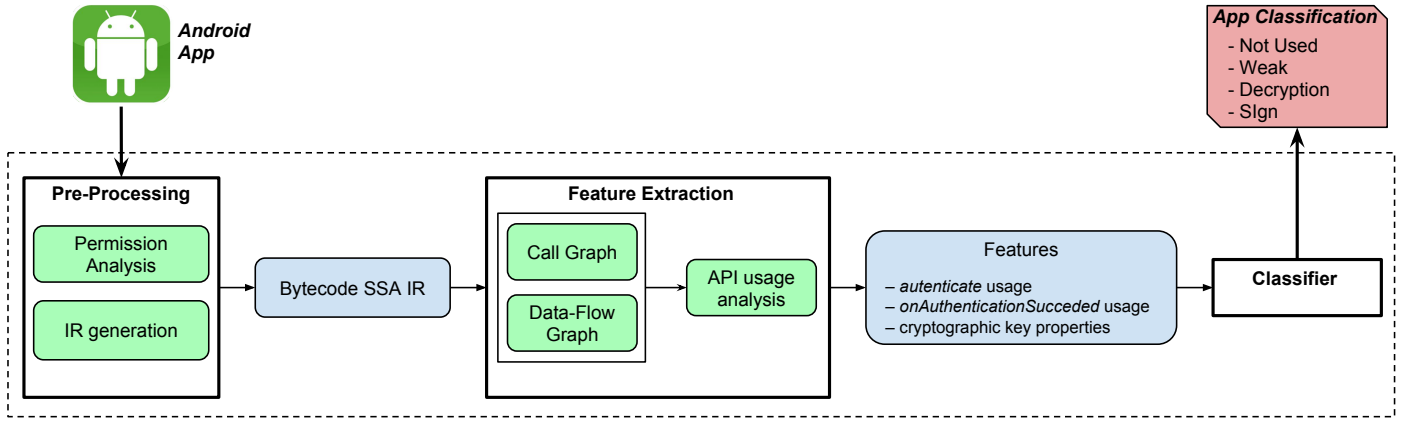 Android
App
App Classification
- Not Used
- Weak
- Decryption
- SIgn
Pre-Processing
Permission
Analysis
IR generation
Bytecode SSA IR
Feature Extraction
Call Graph
Data-Flow
Graph
API usage
analysis
Features
– autenticate usage
– onAuthenticationSucceded usage
– cryptographic key properties
Classifier